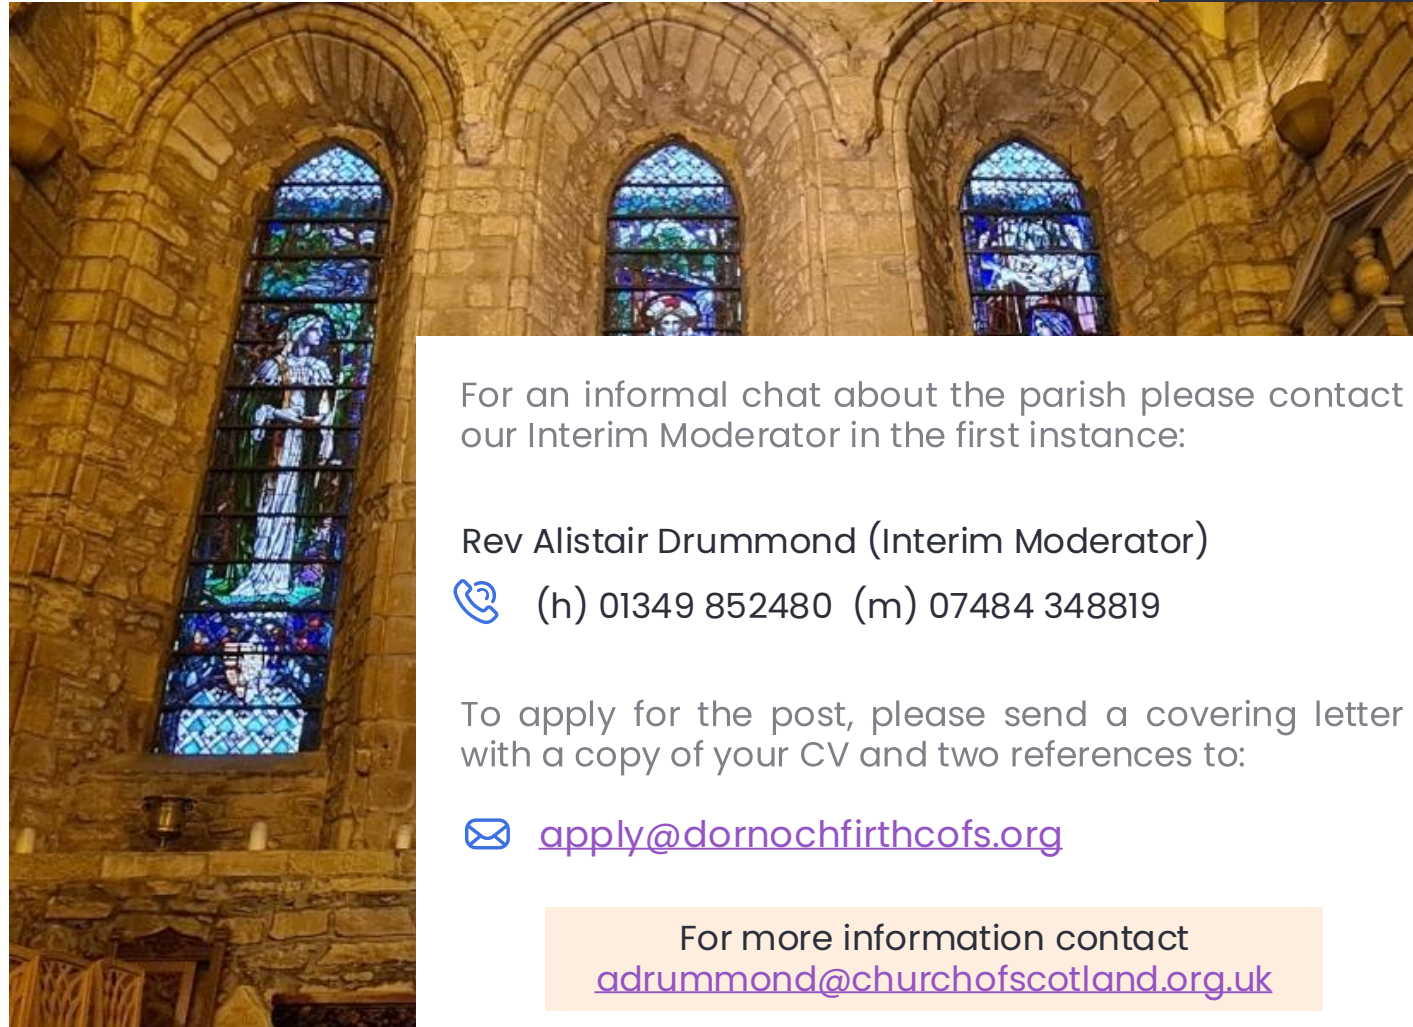 For an informal chat about the parish please contact
our Interim Moderator in the first instance:
Rev Alistair Drummond (Interim Moderator)
(h) 01349 852480 (m) 07484 348819
To apply for the post, please send a covering letter
with a copy of your CV and two references to:
apply@dornochfirthcofs.org
For more information contact
adrummond@churchofscotland.org.uk